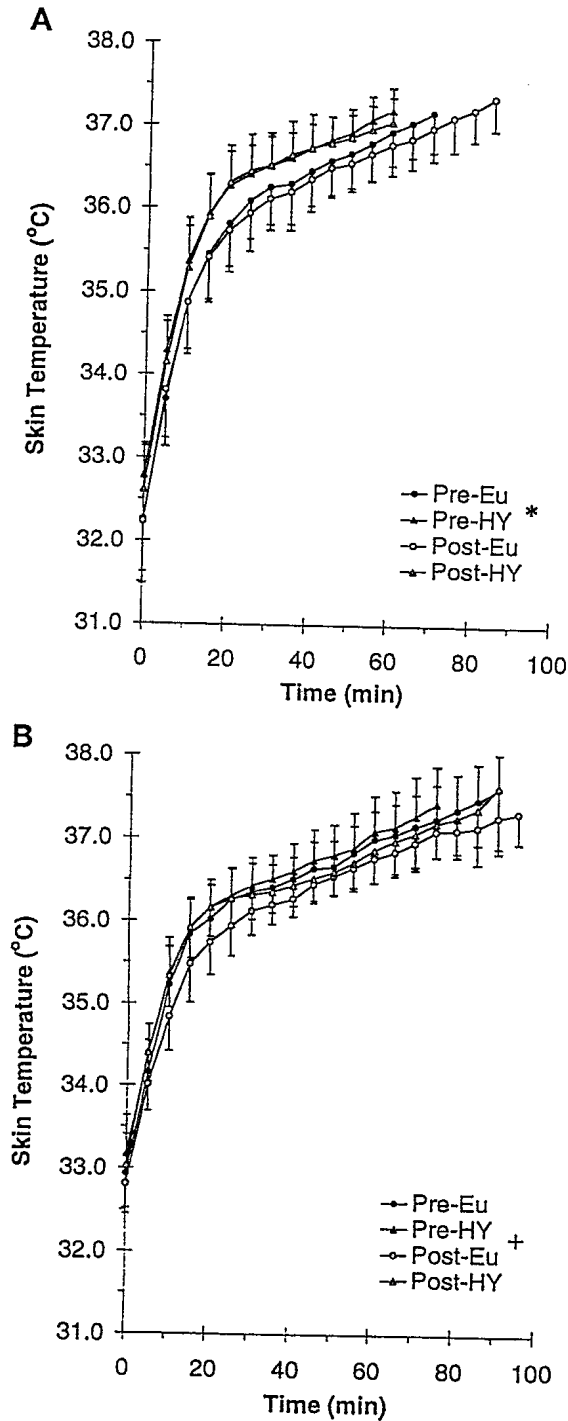 A
38.0
37.0
36.0
35.0
34.0
33.0
32.0
31.0
Skin Temperature (°C)
Pre-Eu
Pre-HY *
Post-Eu
Post-HY
0 20 40 60 80 100
Time (min)
B
38.0
37.0
36.0
35.0
34.0
33.0
32.0
31.0
Skin Temperature (°C)
Pre-Eu
Pre-HY +
Post-Eu
Post-HY
0 20 40 60 80 100
Time (min)